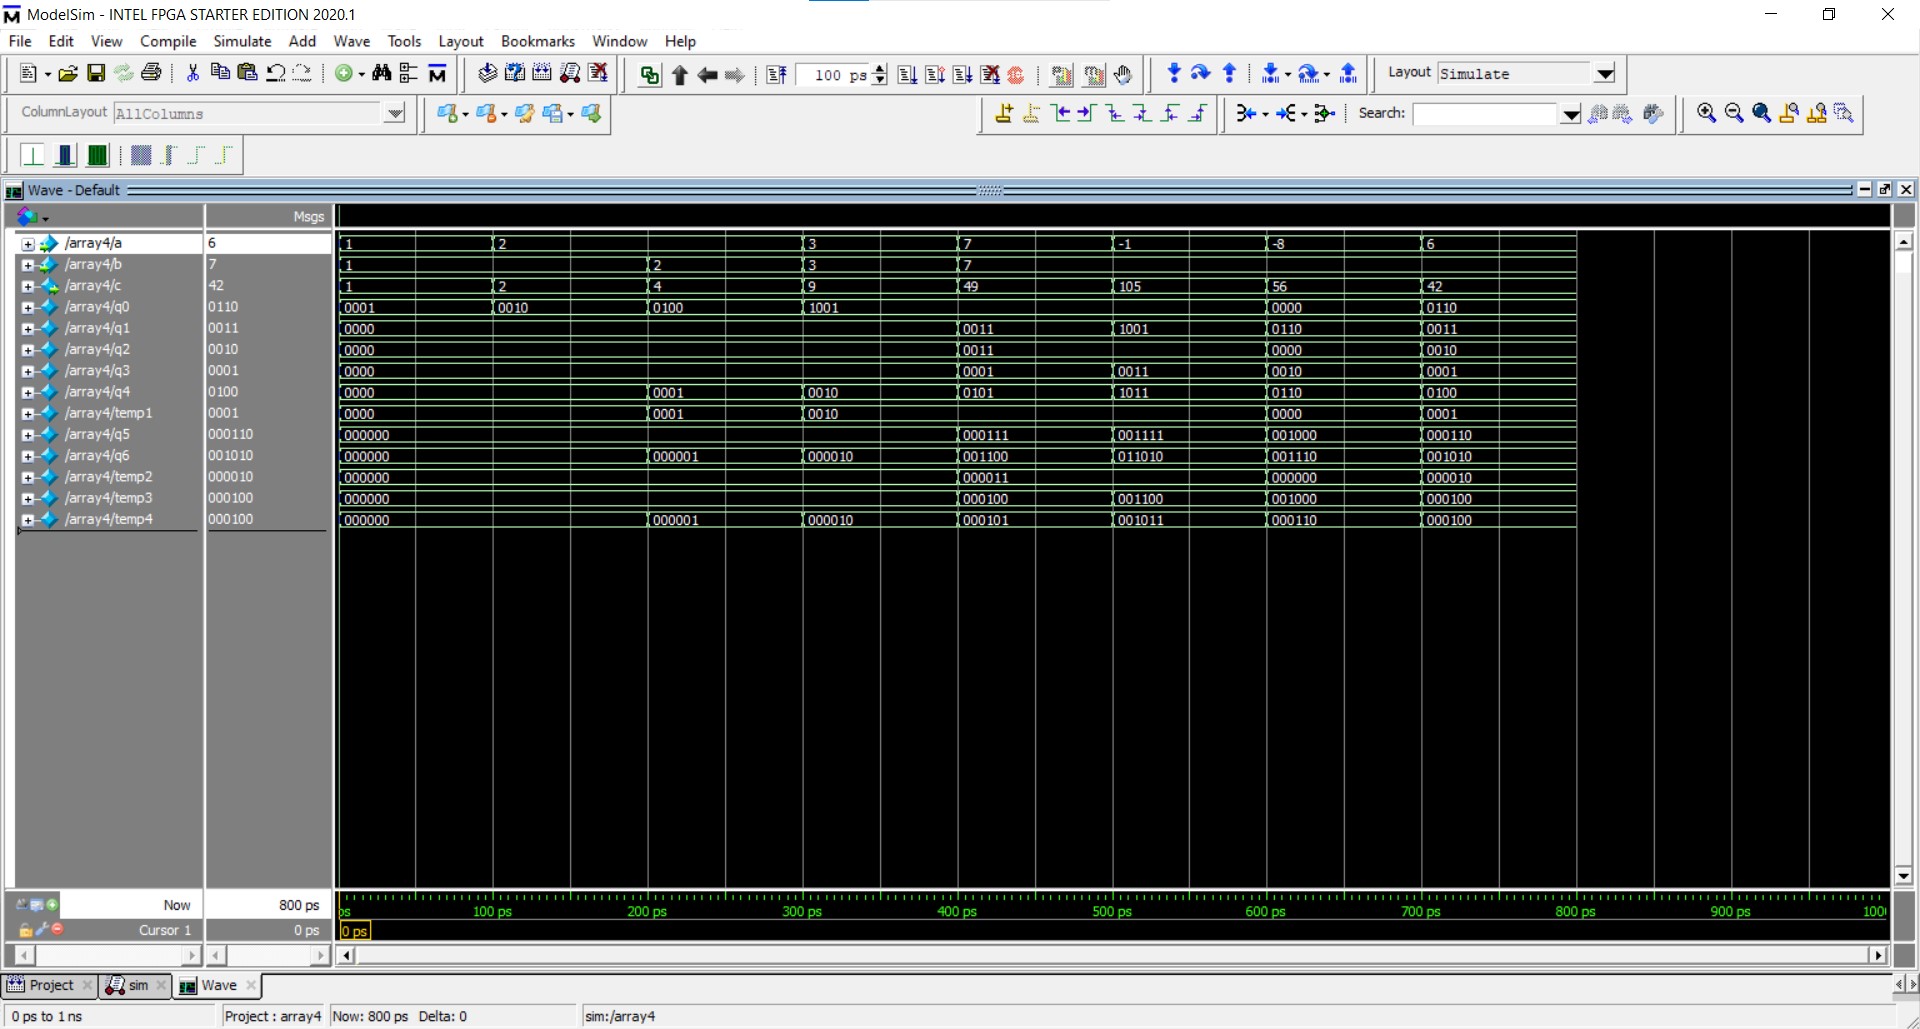 ModelSim - INTEL FPGA STARTER EDITION 2020.1
File Edit View Compile Simulate Add Wave Tools Layout Bookmarks Window Help
100 ps Layout Simulate
ColumnLayout AllColumns Search:
Wave - Default
Msgs
/array4/a 6 1 2 3 7 -1 -8 6
/array4/b 7 1 2 3 7
/array4/c 42 1 2 4 9 49 105 56 42
/array4/q0 0110 0001 0010 0100 1001 0000 0110
/array4/q1 0011 0000 0011 1001 0110 0011
/array4/q2 0010 0000 0011 0000 0010
/array4/q3 0001 0000 0001 0011 0010 0001
/array4/q4 0100 0000 0001 0010 0101 1011 0110 0100
/array4/temp1 0001 0000 0001 0010 0000 0001
/array4/q5 000110 000000 000111 001111 001000 000110
/array4/q6 001010 000000 000001 000010 001100 011010 001110 001010
/array4/temp2 000010 000000 000011 000000 000010
/array4/temp3 000100 000000 000100 001100 001000 000100
/array4/temp4 000100 000000 000001 000010 000101 001011 000110 000100
Now 800 ps ps 100 ps 200 ps 300 ps 400 ps 500 ps 600 ps 700 ps 800 ps 900 ps 100
Cursor 1 0 ps 0 ps
Project sim Wave
0 ps to 1 ns Project : array4 Now: 800 ps Delta: 0 sim:/array4